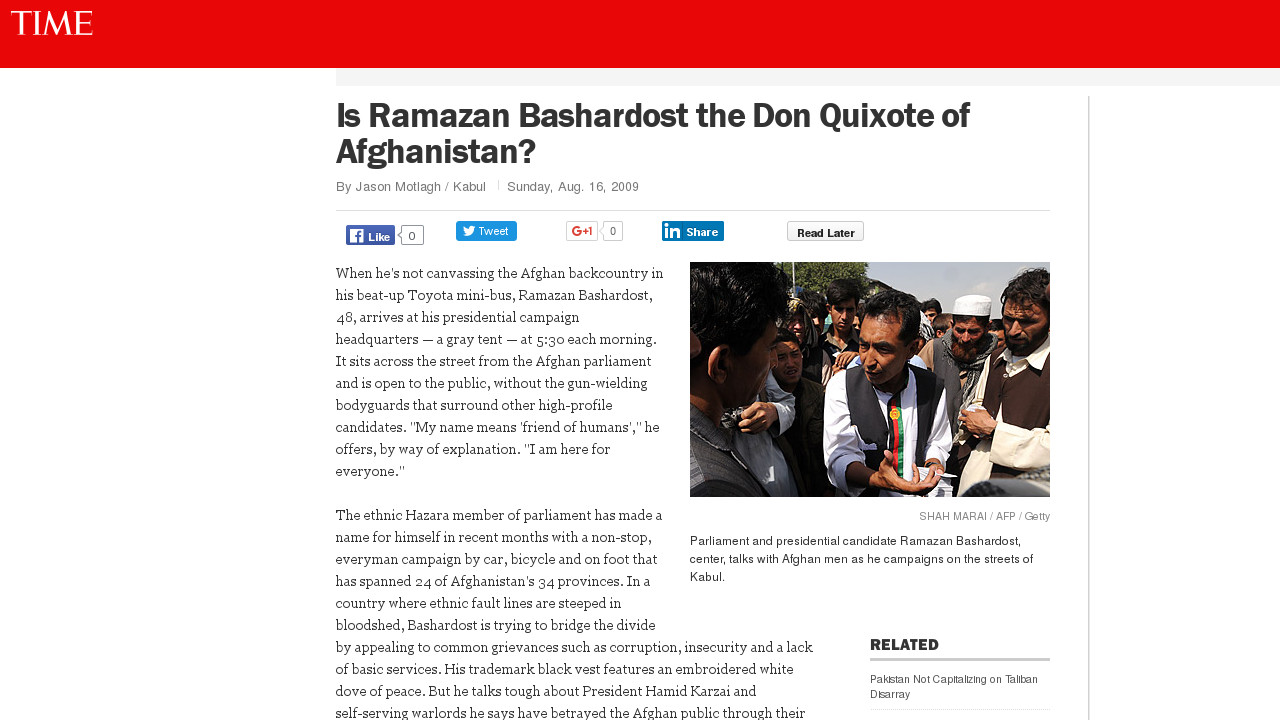 TIME
Is Ramazan Bashardost the Don Quixote of
Afghanistan?
By Jason Motlagh / Kabul
Sunday, Aug. 16, 2009
Like
0
Tweet
G+1
0
in Share
Read Later
When he's not canvassing the Afghan backcountry in
his beat-up Toyota mini-bus, Ramazan Bashardost,
48, arrives at his presidential campaign
headquarters — a gray tent — at 5:30 each morning.
It sits across the street from the Afghan parliament
and is open to the public, without the gun-wielding
bodyguards that surround other high-profile
candidates. "My name means 'friend of humans'," he
offers, by way of explanation. "I am here for
everyone."
SHAH MARAI / AFP / Getty
Parliament and presidential candidate Ramazan Bashardost,
center, talks with Afghan men as he campaigns on the streets of
Kabul.
The ethnic Hazara member of parliament has made a
name for himself in recent months with a non-stop,
everyman campaign by car, bicycle and on foot that
has spanned 24 of Afghanistan's 34 provinces. In a
country where ethnic fault lines are steeped in
bloodshed, Bashardost is trying to bridge the divide
by appealing to common grievances such as corruption, insecurity and a lack
of basic services. His trademark black vest features an embroidered white
dove of peace. But he talks tough about President Hamid Karzai and
self-serving warlords he says have betrayed the Afghan public through their
RELATED
Pakistan Not Capitalizing on Taliban
Disarray